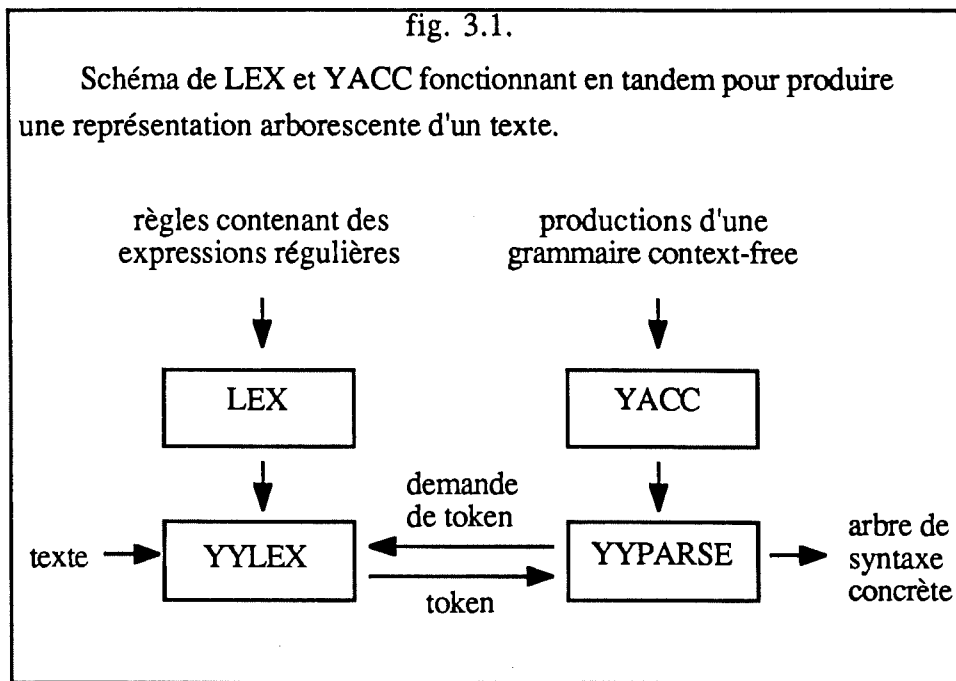 fig. 3.1.
Schéma de LEX et YACC fonctionnant en tandem pour produire
une représentation arborescente d'un texte.
règles contenant des
expressions régulières
productions d'une
grammaire context-free
LEX
YACC
demande
de token
texte
YYLEX
YYPARSE
arbre de
syntaxe
concrète
token